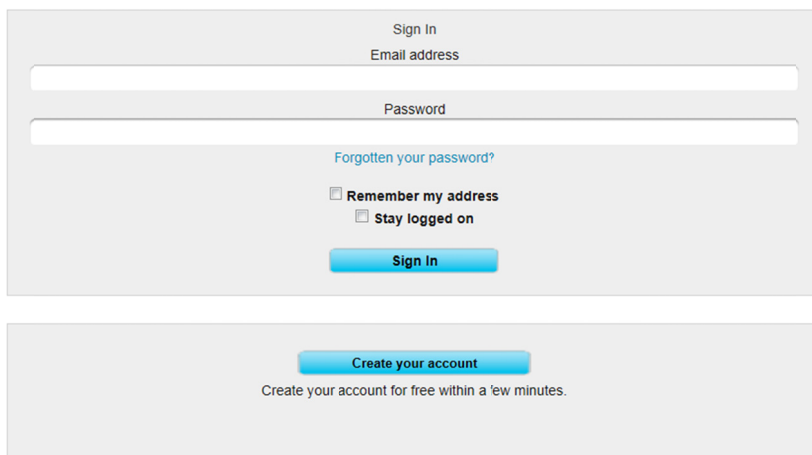 Sign In
Email address
Password
Forgotten your password?
Remember my address
Stay logged on
Sign In
Create your account
Create your account for free within a few minutes.